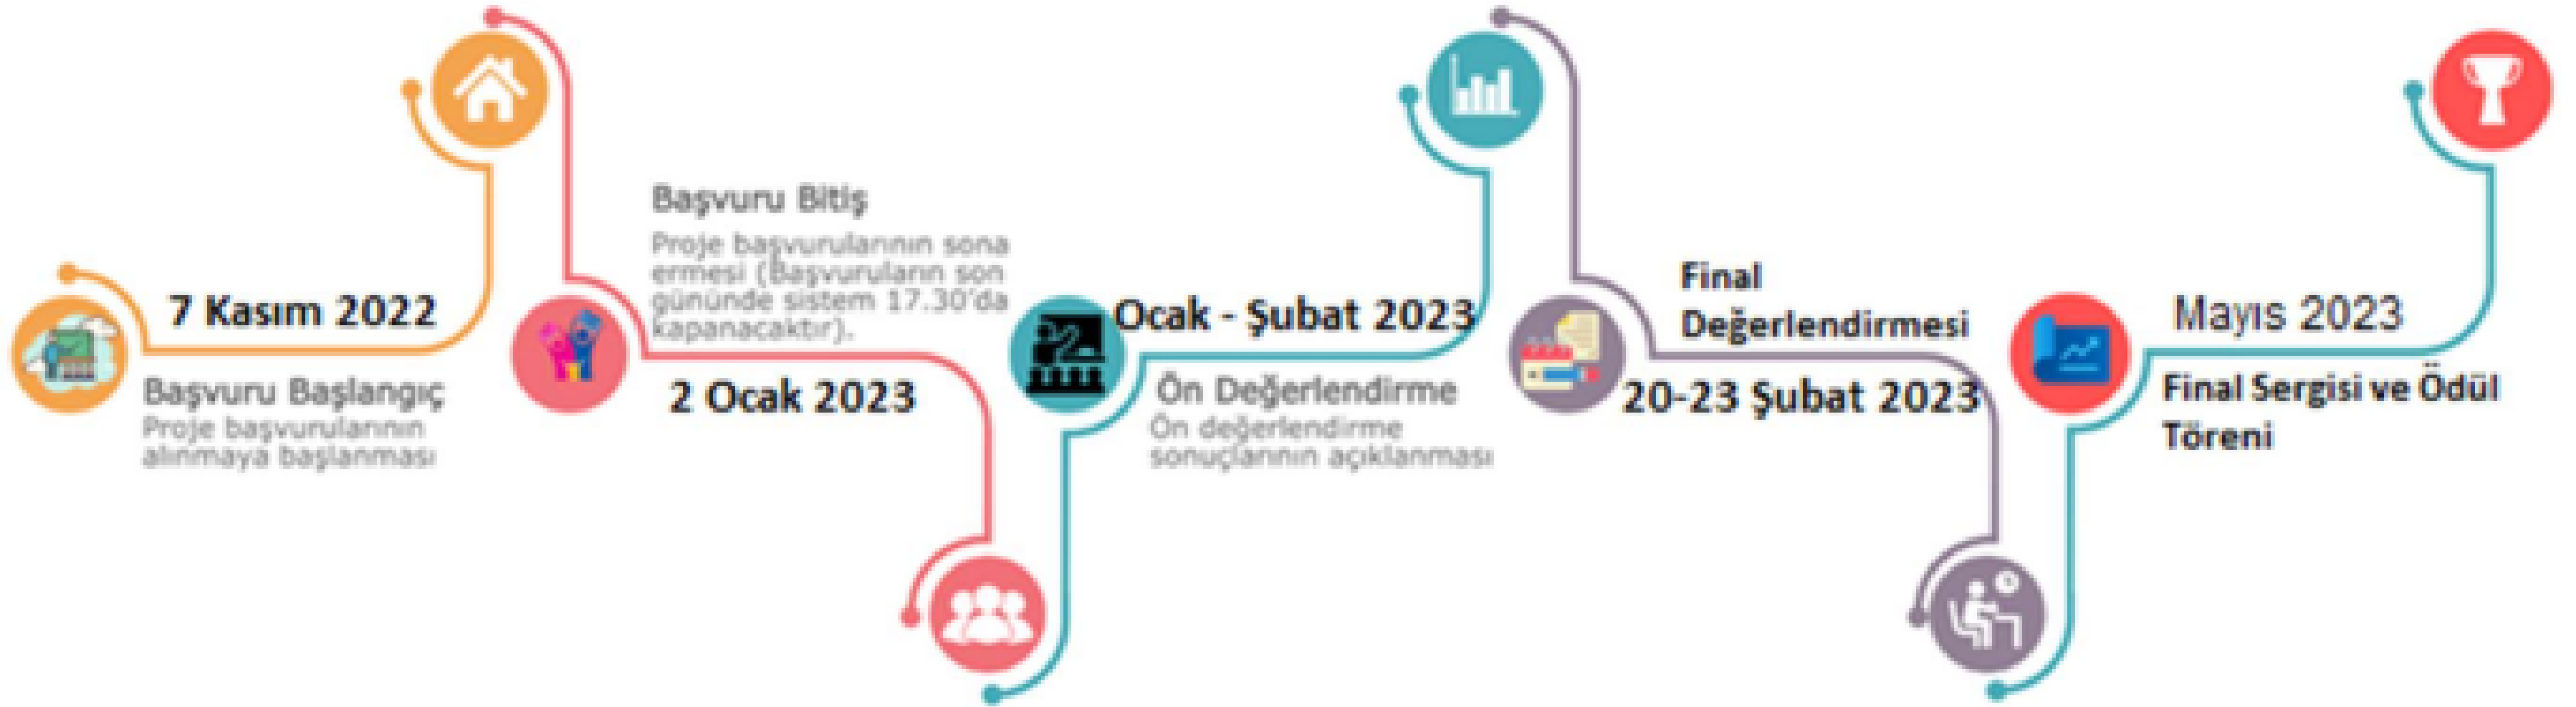 7 Kasım 2022
Başvuru Başlangıç
Proje başvurularının
alınmaya başlanması
Başvuru Bitiş
Proje başvurularının sona
ermesi (Başvuruların son
gününde sistem 17.30'da
kapanacaktır).
2 Ocak 2023
Ocak - Şubat 2023
Ön Değerlendirme
Ön değerlendirme
sonuçlarının açıklanması
Final
Değerlendirmesi
20-23 Şubat 2023
Mayıs 2023
Final Sergisi ve Ödül
Töreni